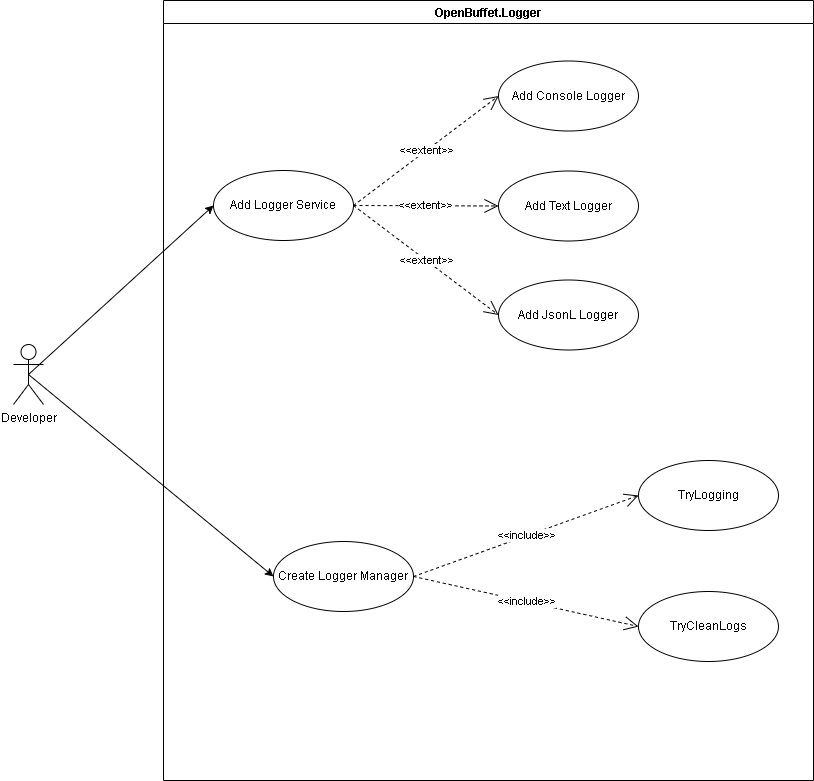 OpenBuffet.Logger
Add Console Logger
<<extent>>
Add Logger Service
<<extent>>
Add Text Logger
<<extent>>
Add JsonL Logger
Developer
TryLogging
<<include>>
Create Logger Manager
<<include>>
TryCleanLogs